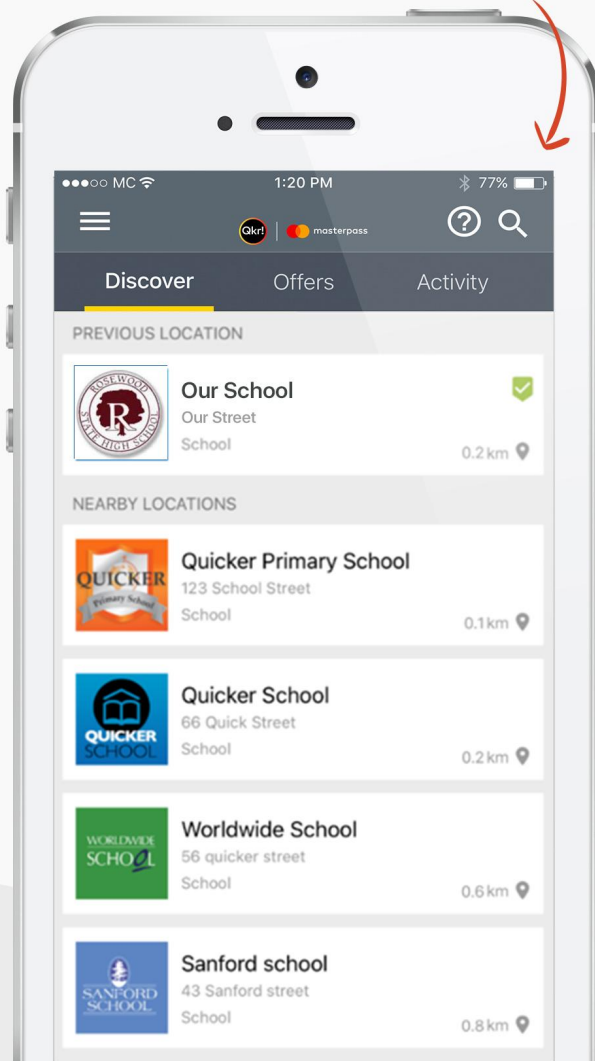 MC
1:20 PM
77%
Qkr! | masterpass
Discover
Offers
Activity
PREVIOUS LOCATION
ROSEWOOD
STATE HIGH SCHOOL
R
Our School
Our Street
School
0.2 km
NEARBY LOCATIONS
QUICKER
Primary School
Quicker Primary School
123 School Street
School
0.1 km
QUICKER
SCHOOL
Quicker School
66 Quick Street
School
0.2 km
WORLDWIDE
SCHOOL
Worldwide School
56 quicker street
School
0.6 km
SANFORD
SCHOOL
Sanford school
43 Sanford street
School
0.8 km